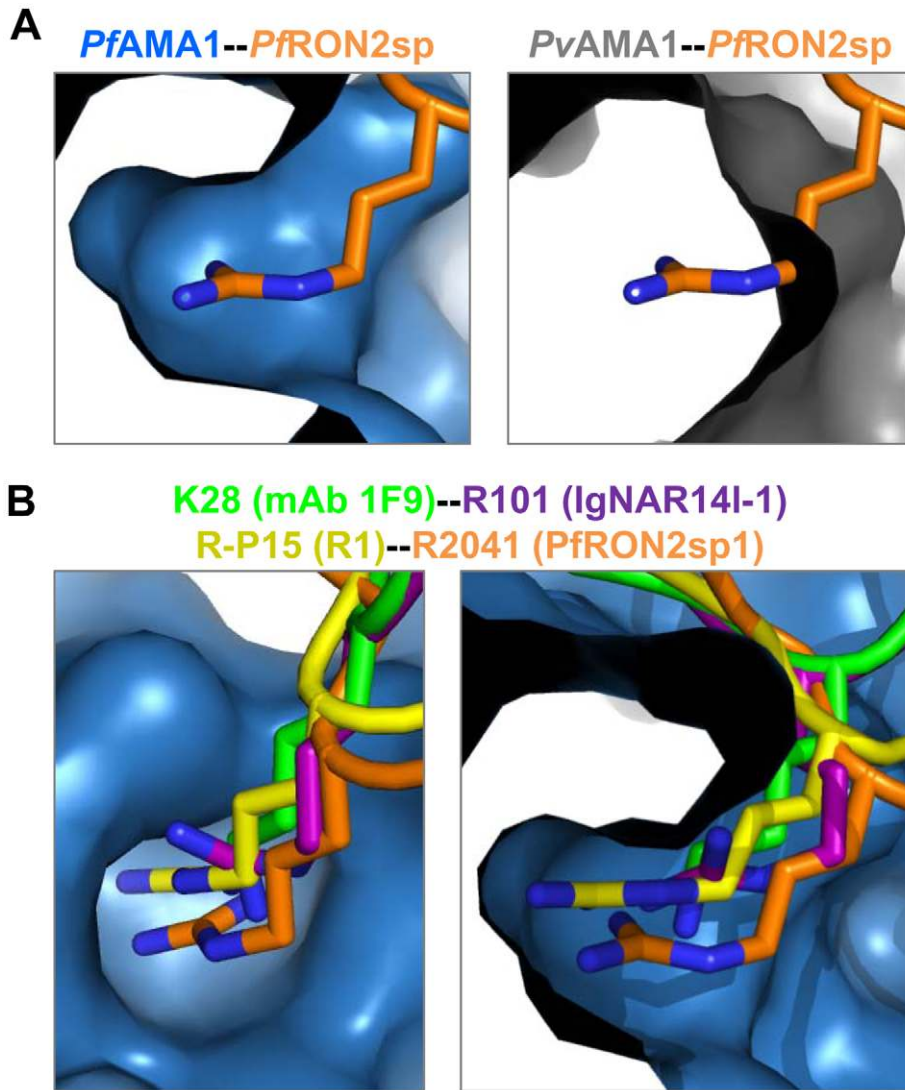 A
PfAMA1--PfRON2sp
PvAMA1--PfRON2sp
B
K28 (mAb 1F9)--R101 (IgNAR14I-1)
R-P15 (R1)--R2041 (PfRON2sp1)